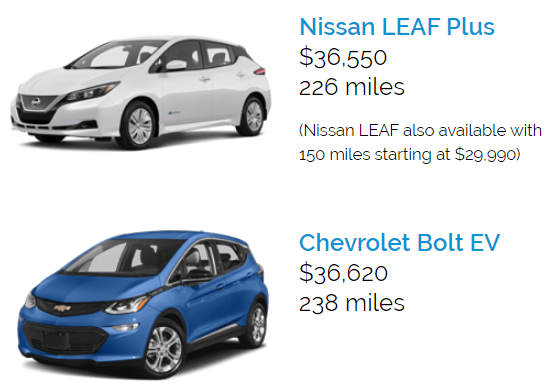 Nissan LEAF Plus
$36,550
226 miles
(Nissan LEAF also available with
150 miles starting at $29,990)
Chevrolet Bolt EV
$36,620
238 miles